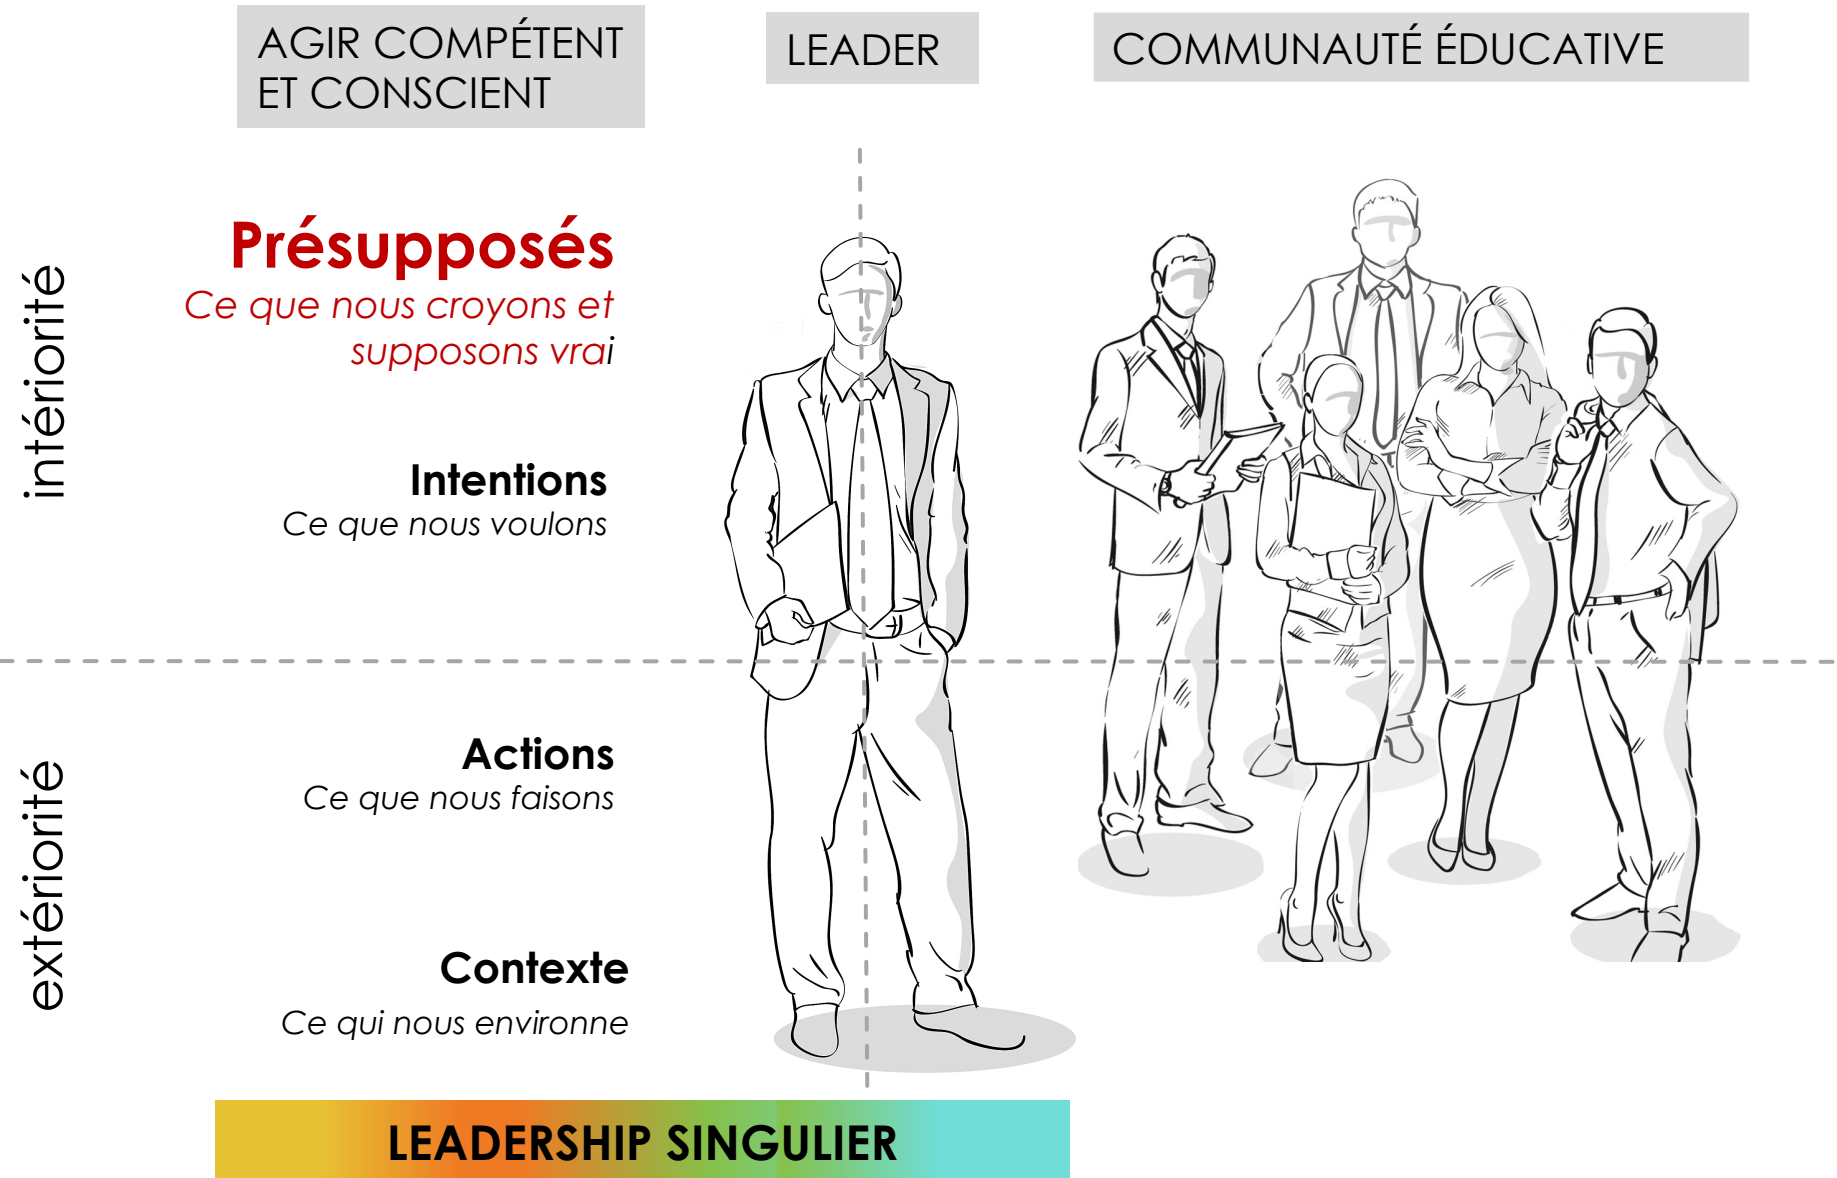 AGIR COMPÉTENT
ET CONSCIENT
LEADER
COMMUNAUTÉ ÉDUCATIVE
intériorité
Présupposés
Ce que nous croyons et
supposons vrai
Intentions
Ce que nous voulons
extériorité
Actions
Ce que nous faisons
Contexte
Ce qui nous environne
LEADERSHIP SINGULIER